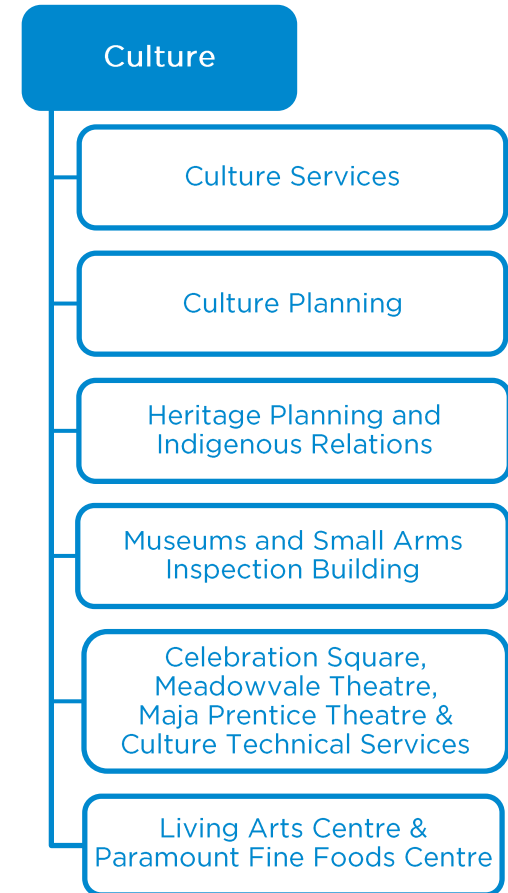 Culture
Culture Services
Culture Planning
Heritage Planning and
Indigenous Relations
Museums and Small Arms
Inspection Building
Celebration Square,
Meadowvale Theatre,
Maja Prentice Theatre &
Culture Technical Services
Living Arts Centre &
Paramount Fine Foods Centre